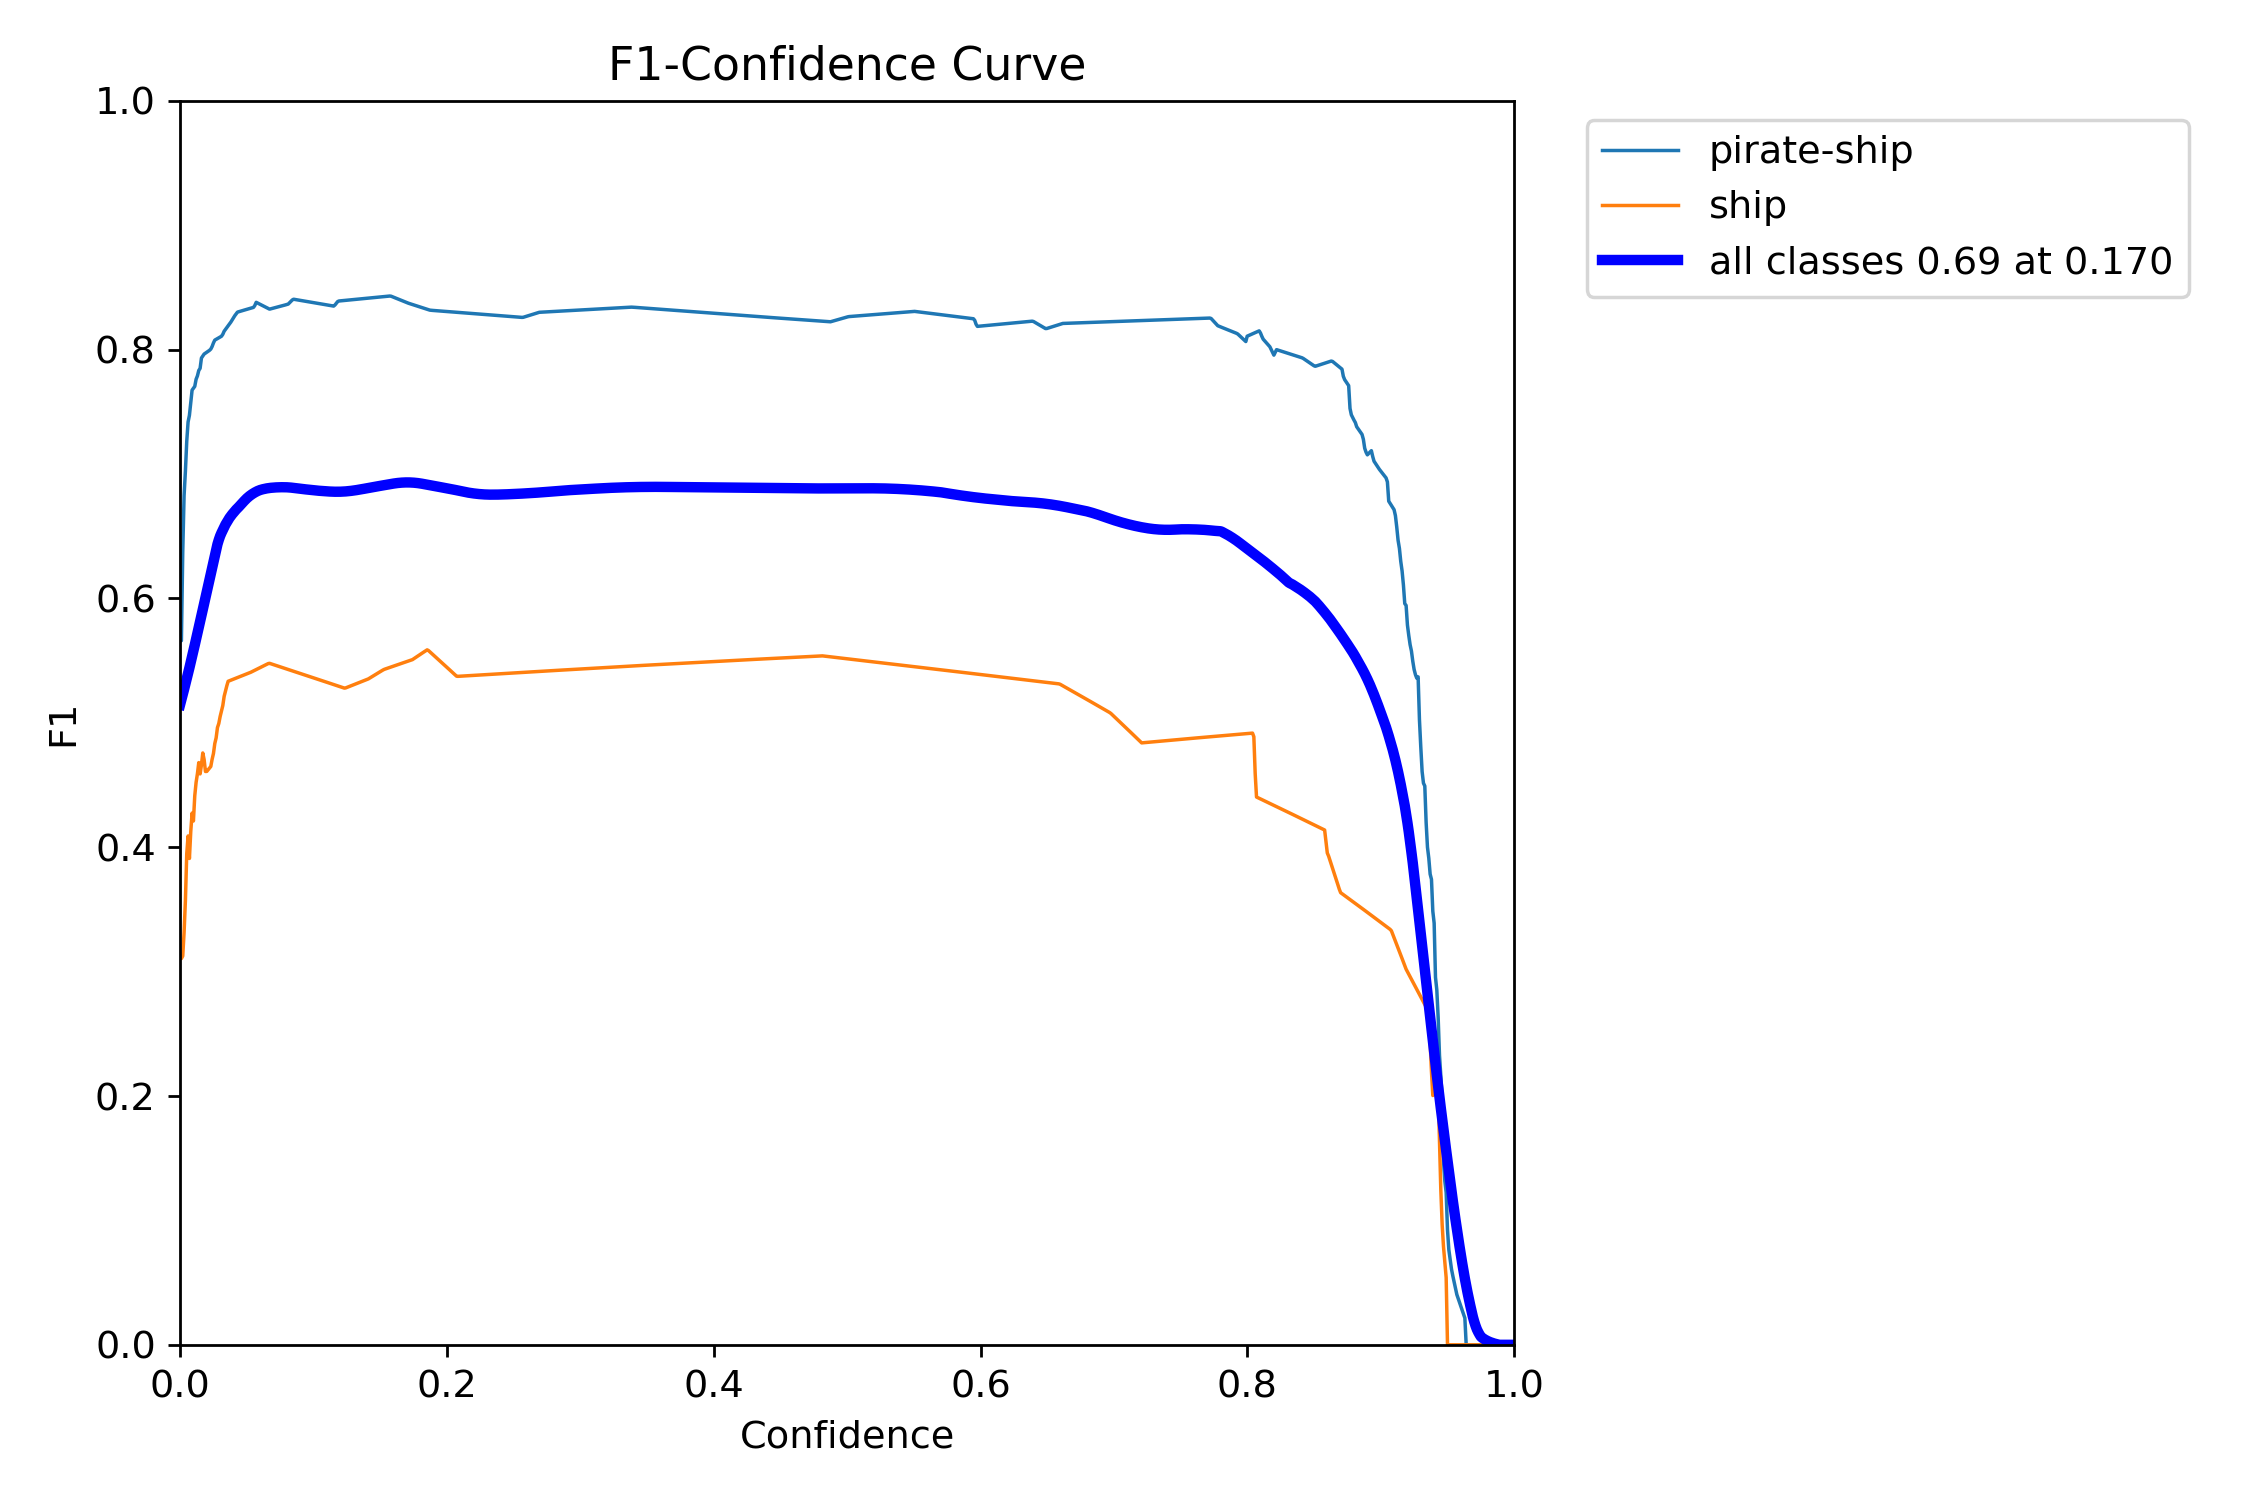 F1-Confidence Curve
1.0
0.8
0.6
0.4
0.2
0.0
F1
0.0 0.2 0.4 0.6 0.8 1.0
Confidence
pirate-ship
ship
all classes 0.69 at 0.170